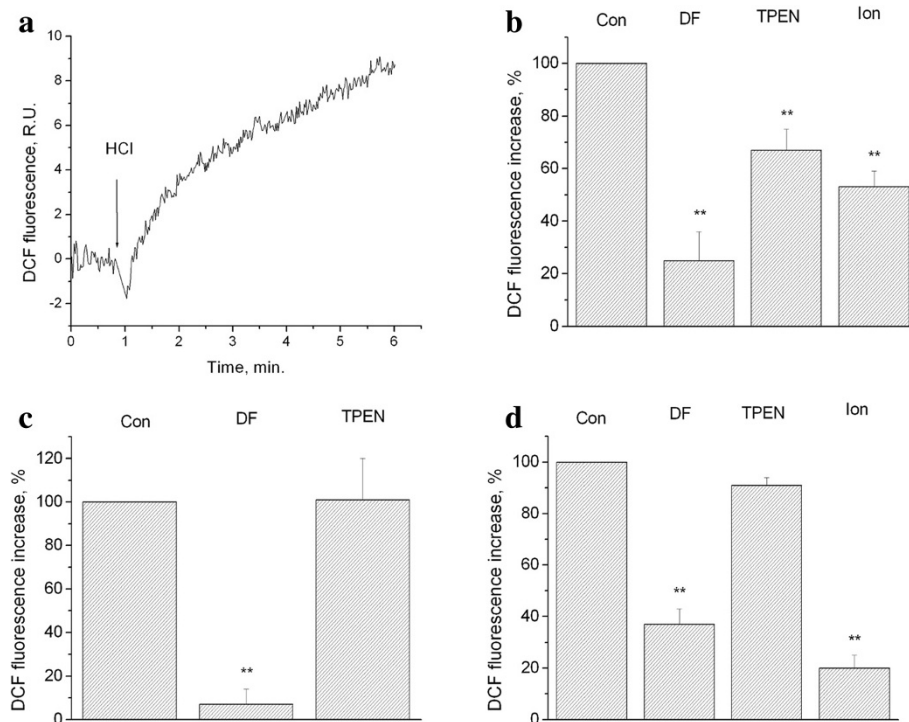 a
DCF fluorescence, R.U.
10
8
6
4
2
0
-2
HCl
0 1 2 3 4 5 6
Time, min.
b
Con DF TPEN Ion
DCF fluorescence increase, %
100
80
60
40
20
0
** ** **
c
Con DF TPEN
DCF fluorescence increase, %
120
100
80
60
40
20
0
**
d
Con DF TPEN Ion
DCF fluorescence increase, %
100
80
60
40
20
0
** **